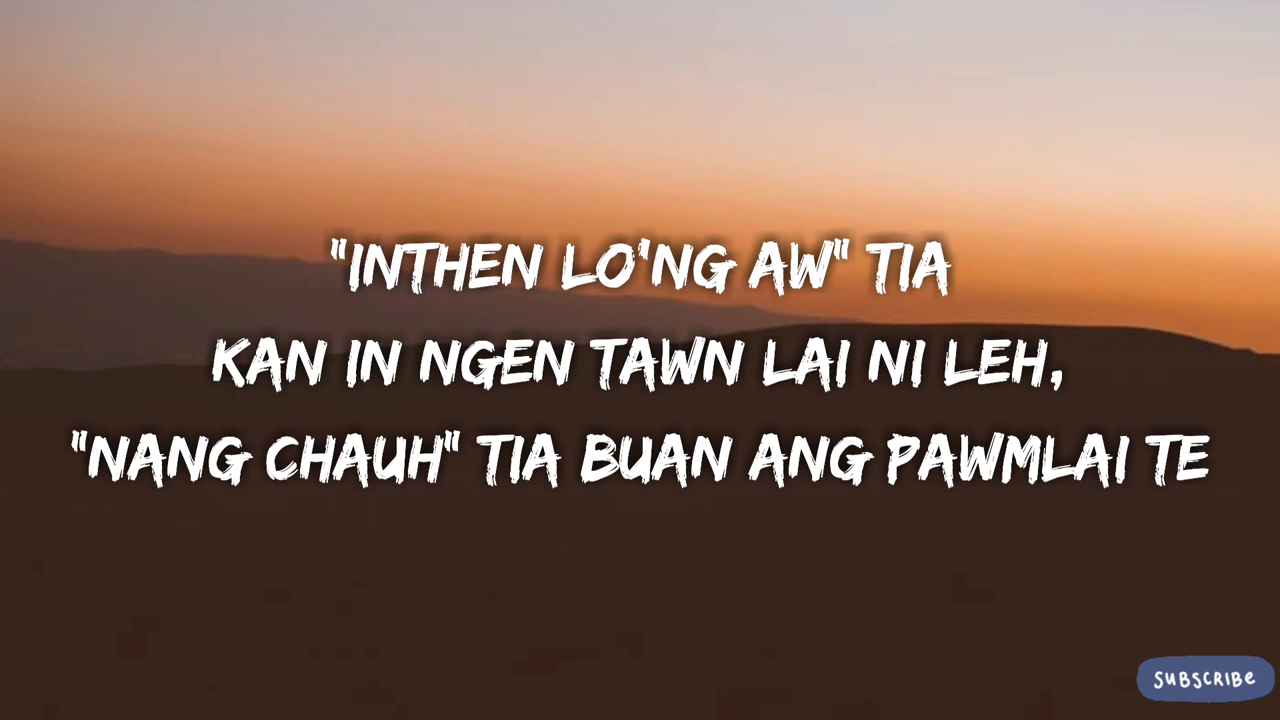 "INTHEN LO'NG AW" TIA
KAN IN NGEN TAWN LAI NI LEH,
"NANG CHAUH" TIA BUAN ANG PAWMLAI TE
SUBSCRIBE